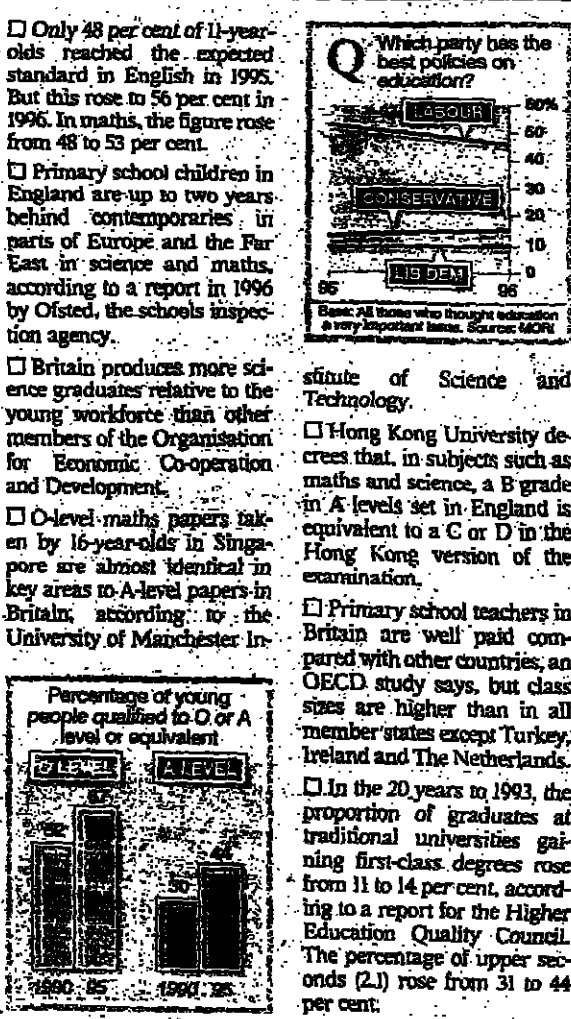 ☐ Only 48 per cent of 11-year-
olds reached the expected
standard in English in 1995.
But this rose to 56 per cent in
1996. In maths, the figure rose
from 48 to 53 per cent.
☐ Primary school children in
England are up to two years
behind contemporaries in
parts of Europe and the Far
East in science and maths,
according to a report in 1996
by Ofsted, the schools inspec-
tion agency.
☐ Britain produces more sci-
ence graduates relative to the
young workforce than other
members of the Organisation
for Economic Co-operation
and Development.
☐ O-level maths papers tak-
en by 16-year-olds in Singa-
pore are almost identical in
key areas to A-level papers in
Britain, according to the
University of Manchester In-
Percentage of young
people qualified to O or A
level or equivalent
O LEVEL A LEVEL
67
30
1990 95 1990 95
Q Which party has the
best policies on
education?
LABOUR
60%
50
40
30
CONSERVATIVE
20
10
LIB DEM
0
95 96
Base: All those who thought education
a very important issue. Source: MORI
stitute of Science and
Technology.
☐ Hong Kong University de-
crees that, in subjects such as
maths and science, a B grade
in A levels set in England is
equivalent to a C or D in the
Hong Kong version of the
examination.
☐ Primary school teachers in
Britain are well paid com-
pared with other countries, an
OECD study says, but class
sizes are higher than in all
member states except Turkey,
Ireland and The Netherlands.
☐ In the 20 years to 1993, the
proportion of graduates at
traditional universities gai-
ning first-class degrees rose
from 11 to 14 per cent, accord-
ing to a report for the Higher
Education Quality Council.
The percentage of upper sec-
onds (2.1) rose from 31 to 44
per cent.